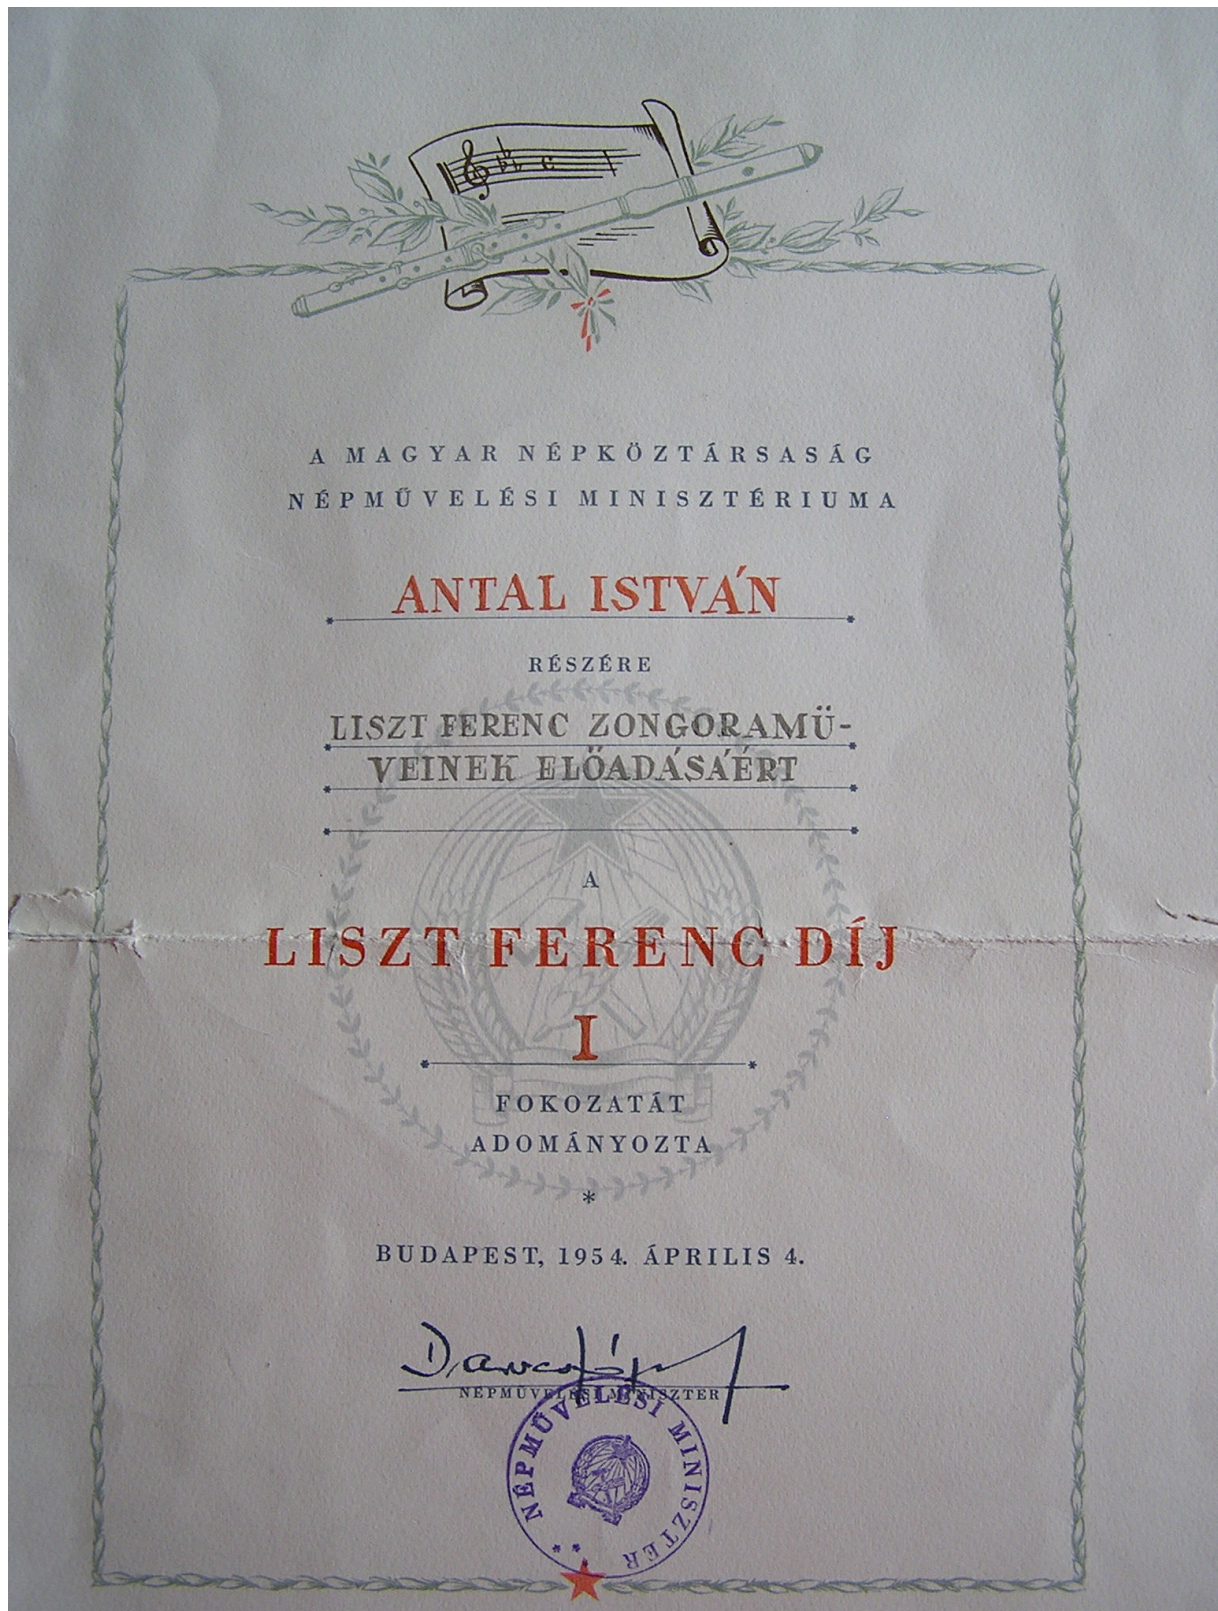 A MAGYAR NÉPKÖZTÁRSASÁG
NÉPMŰVELÉSI MINISZTÉRIUMA
ANTAL ISTVÁN
RÉSZÉRE
LISZT FERENC ZONGORAMÜ-
VEINEK ELŐADÁSÁÉRT
A
LISZT FERENC DÍJ
I
FOKOZATÁT
ADOMÁNYOZTA
*
BUDAPEST, 1954. ÁPRILIS 4.
NÉPMŰVELÉSI MINISZTER
NÉPMŰVELÉSI MINISZTER